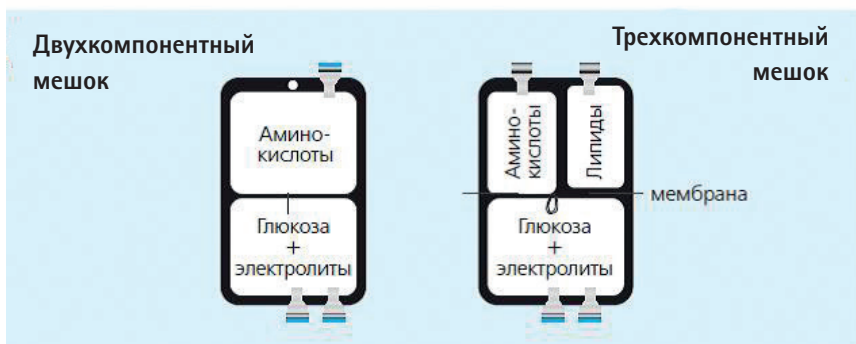 Двухкомпонентный
мешок
Амино-
кислоты
Глюкоза
+
электролиты
Трехкомпонентный
мешок
Амино-
кислоты
Липиды
мембрана
Глюкоза
+
электролиты